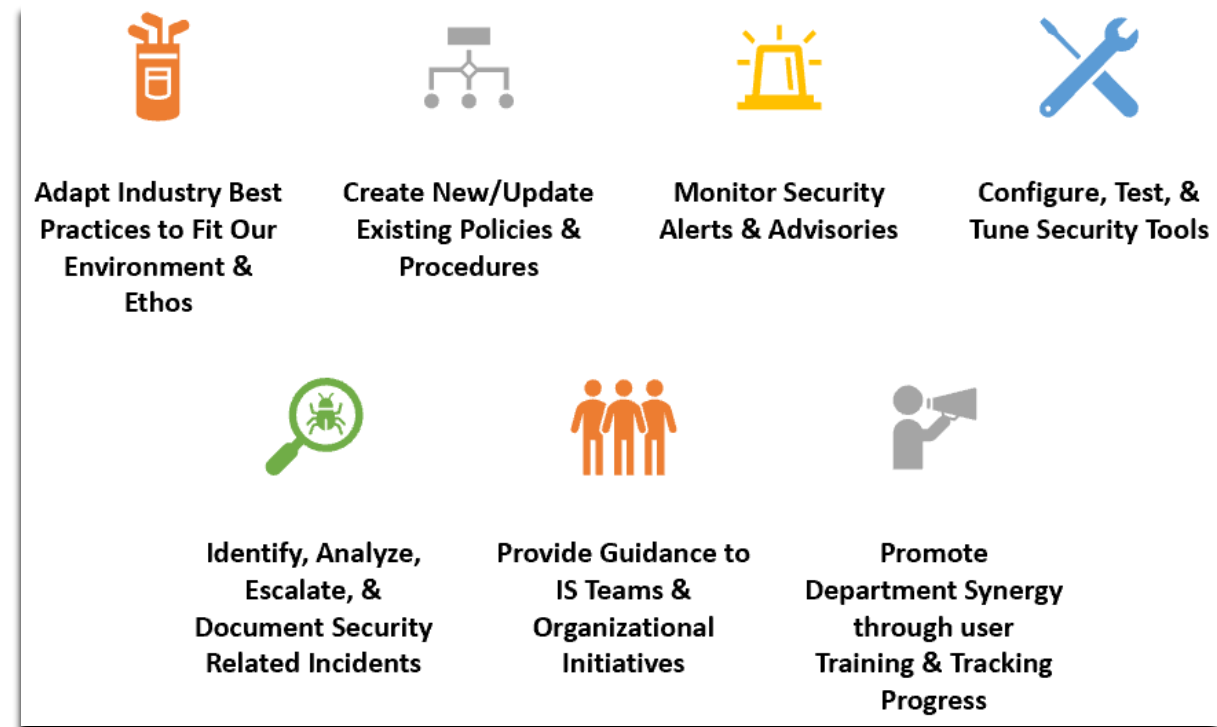 Adapt Industry Best
Practices to Fit Our
Environment &
Ethos
Create New/Update
Existing Policies &
Procedures
Monitor Security
Alerts & Advisories
Configure, Test, &
Tune Security Tools
Identify, Analyze,
Escalate, &
Document Security
Related Incidents
Provide Guidance to
IS Teams &
Organizational
Initiatives
Promote
Department Synergy
through user
Training & Tracking
Progress